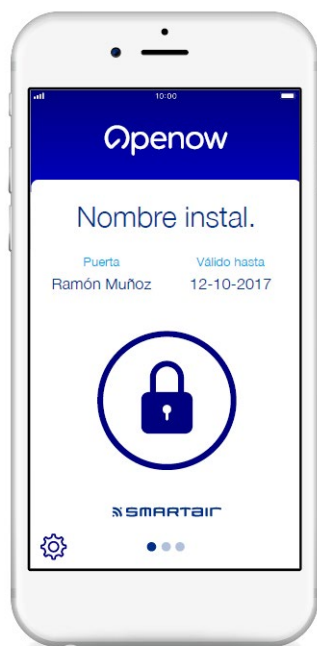 10:00
Openow
Nombre instal.
Puerta Válido hasta
Ramón Muñoz 12-10-2017
SMARTair